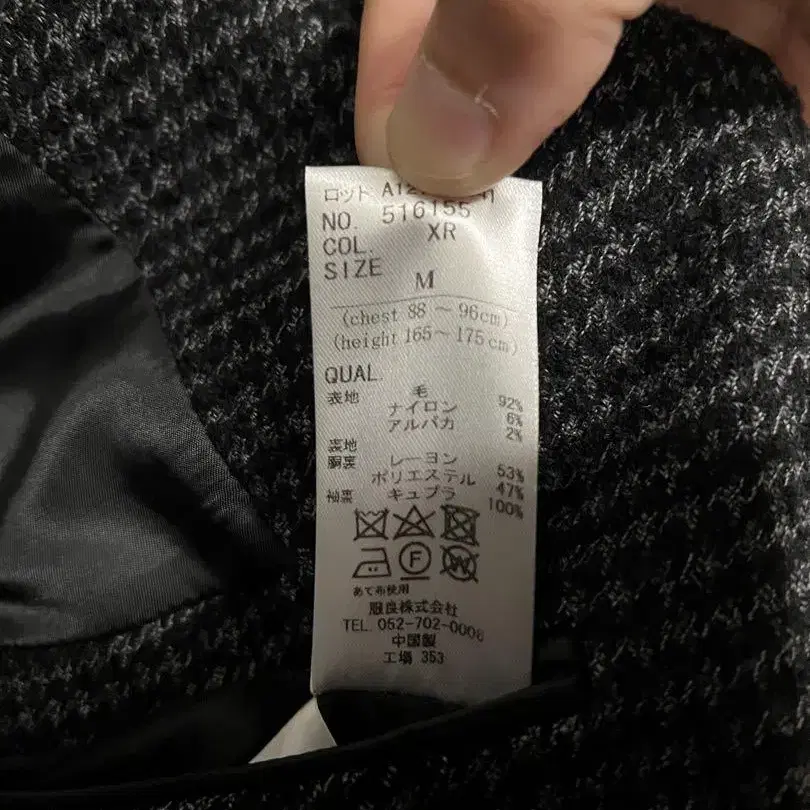 ロット
NO. 516155
COL. XR
SIZE
M
(chest 88 ~ 96cm)
(height 165~175cm)
QUAL.
表地 毛 92%
ナイロン 6%
アルパカ 2%
表地
胴裏 レーヨン 53%
ポリエステル 47%
袖裏 キュプラ 100%
F W
あて布使用
服良株式会社
TEL. 052-702-0006
中国製
工場 353